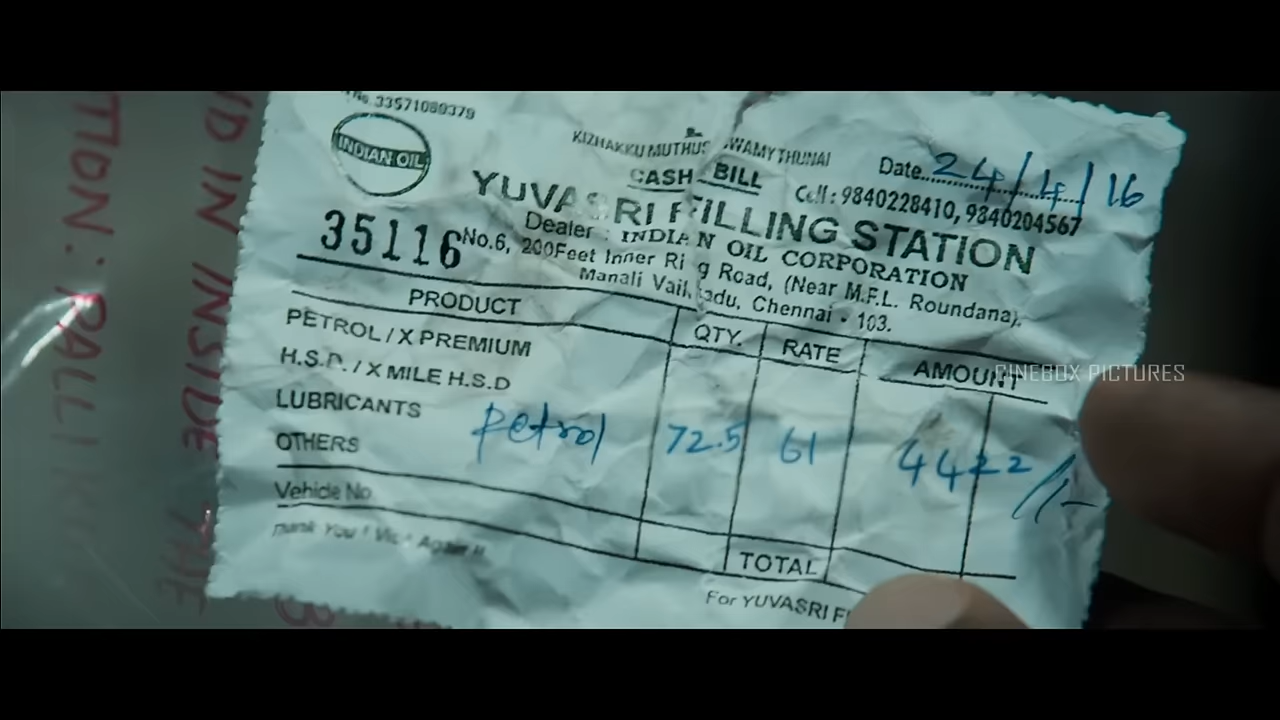 33571089379
INDIAN OIL
KIZHAKKU MUTHUSWAMY THUNAI
CASH BILL
Date 24/4/16
Cell : 9840228410, 9840204567
YUVASRI FILLING STATION
Dealer : INDIAN OIL CORPORATION
35116
No.6, 200Feet Inner Ring Road, (Near M.F.L. Roundana),
Manali Vaikadu, Chennai - 103.
PRODUCT QTY. RATE AMOUNT
PETROL / X PREMIUM
H.S.D. / X MILE H.S.D
LUBRICANTS
OTHERS
petrol 72.5 61 4422/-
Vehicle No.
TOTAL
Thank You ! Visit Again !!
For YUVASRI F
CINEBOX PICTURES
TION: PALLIK
ND IN INSIDE THE